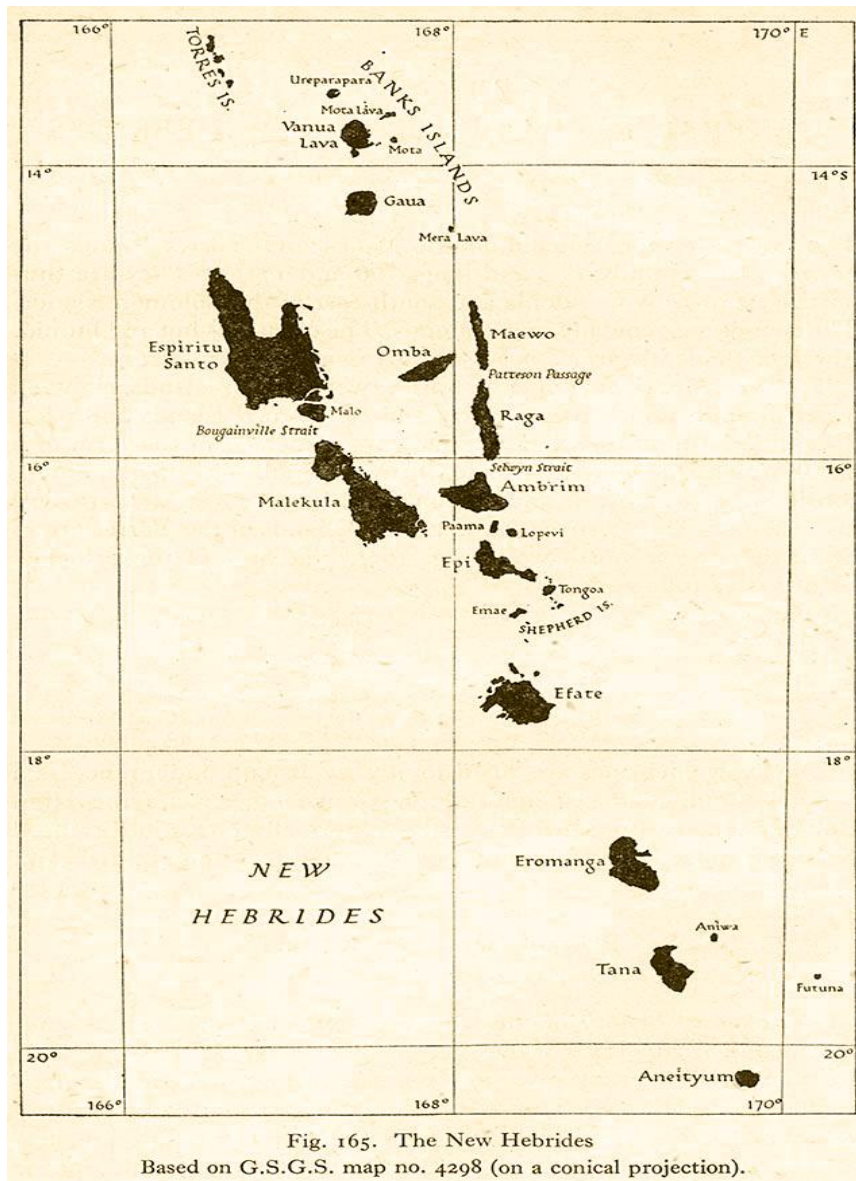 166°
168°
170° E
TORRES IS.
BANKS ISLANDS
Ureparapara
Mota Lava
Vanua
Lava
Mota
14°
14°S
Gaua
Mera Lava
Espiritu
Santo
Omba
Maewo
Patteson Passage
Malo
Raga
Bougainville Strait
16°
16°
Selwyn Strait
Malekula
Ambrim
Paama
Lopevi
Epi
Tongoa
Emae
SHEPHERD IS.
Efate
18°
18°
Eromanga
NEW
HEBRIDES
Aniwa
Tana
Futuna
20°
20°
Aneityum
166°
168°
170°
Fig. 165. The New Hebrides
Based on G.S.G.S. map no. 4298 (on a conical projection).